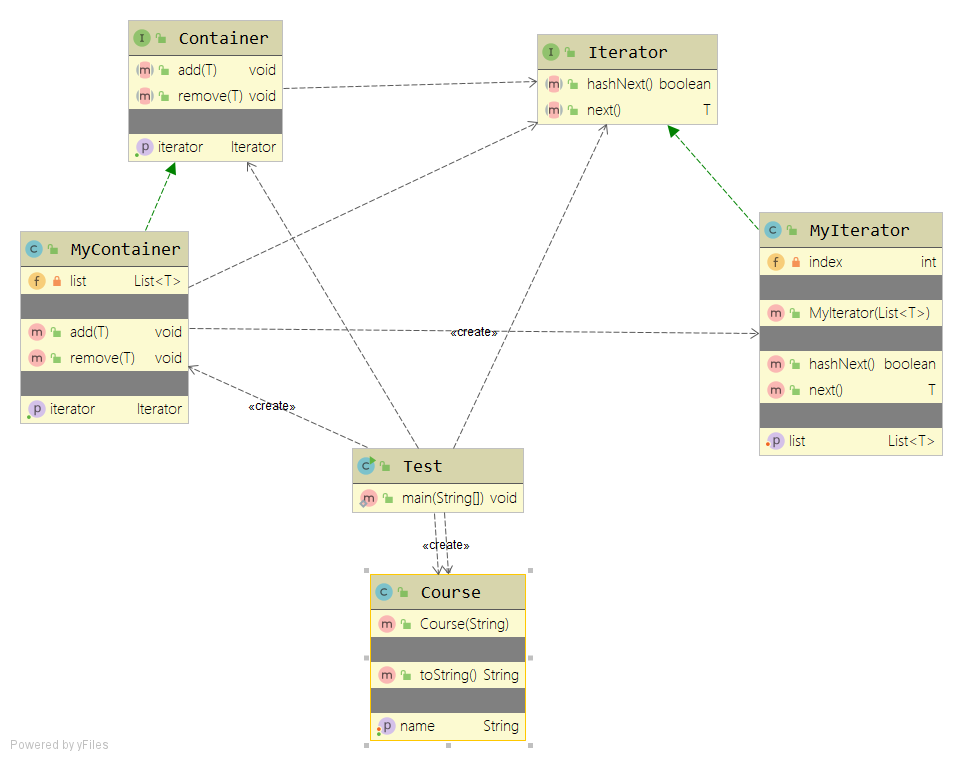 Container
add(T) void
remove(T) void
iterator Iterator
Iterator
hashNext() boolean
next() T
MyContainer
list List<T>
add(T) void
remove(T) void
iterator Iterator
MyIterator
index int
MyIterator(List<T>)
hashNext() boolean
next() T
list List<T>
«create»
«create»
Test
main(String[]) void
«create»
Course
Course(String)
toString() String
name String
Powered by yFiles